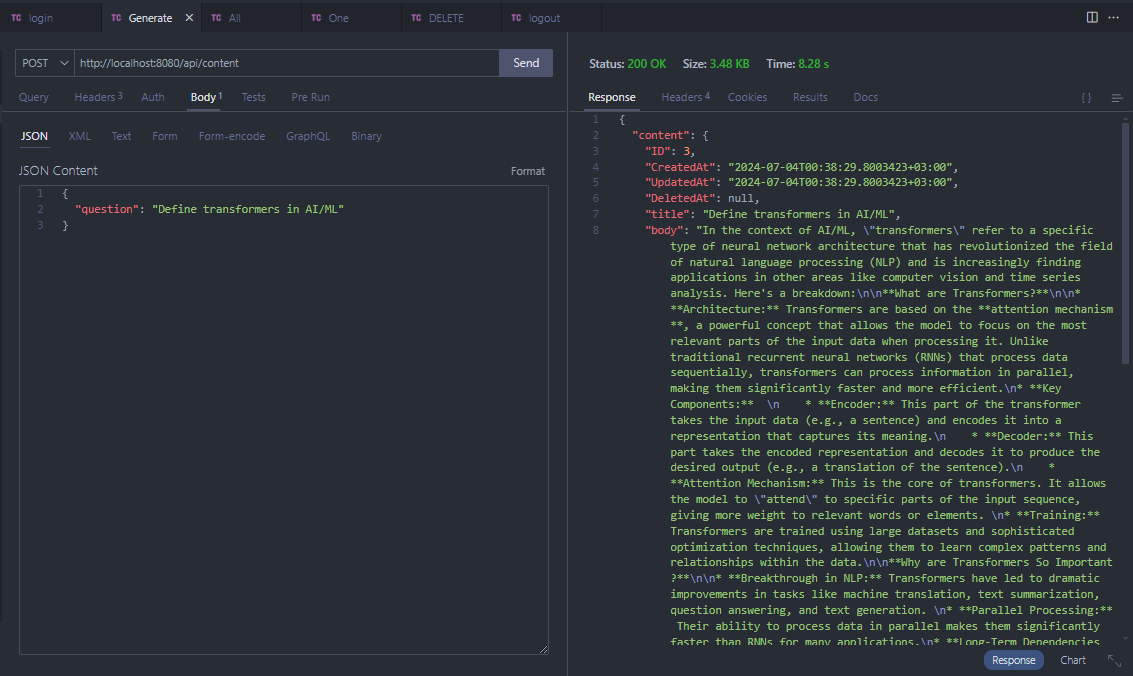 TC login
TC Generate ✕
TC All
TC One
TC DELETE
TC logout
POST http://localhost:8080/api/content Send
Query Headers 3 Auth Body 1 Tests Pre Run
JSON XML Text Form Form-encode GraphQL Binary
JSON Content Format
1 {
2 "question": "Define transformers in AI/ML"
3 }
Status: 200 OK Size: 3.48 KB Time: 8.28 s
Response Headers 4 Cookies Results Docs { }
1 {
2 "content": {
3 "ID": 3,
4 "CreatedAt": "2024-07-04T00:38:29.8003423+03:00",
5 "UpdatedAt": "2024-07-04T00:38:29.8003423+03:00",
6 "DeletedAt": null,
7 "title": "Define transformers in AI/ML",
8 "body": "In the context of AI/ML, \"transformers\" refer to a specific
type of neural network architecture that has revolutionized the field
of natural language processing (NLP) and is increasingly finding
applications in other areas like computer vision and time series
analysis. Here's a breakdown:\n\n**What are Transformers?**\n\n*
**Architecture:** Transformers are based on the **attention mechanism
**, a powerful concept that allows the model to focus on the most
relevant parts of the input data when processing it. Unlike
traditional recurrent neural networks (RNNs) that process data
sequentially, transformers can process information in parallel,
making them significantly faster and more efficient.\n* **Key
Components:**  \n    * **Encoder:** This part of the transformer
takes the input data (e.g., a sentence) and encodes it into a
representation that captures its meaning.\n    * **Decoder:** This
part takes the encoded representation and decodes it to produce the
desired output (e.g., a translation of the sentence).\n    *
**Attention Mechanism:** This is the core of transformers. It allows
the model to \"attend\" to specific parts of the input sequence,
giving more weight to relevant words or elements. \n* **Training:**
Transformers are trained using large datasets and sophisticated
optimization techniques, allowing them to learn complex patterns and
relationships within the data.\n\n**Why are Transformers So Important
?**\n\n* **Breakthrough in NLP:** Transformers have led to dramatic
improvements in tasks like machine translation, text summarization,
question answering, and text generation. \n* **Parallel Processing:**
Their ability to process data in parallel makes them significantly
faster than RNNs for many applications.\n* **Long-Term Dependencies
Response Chart